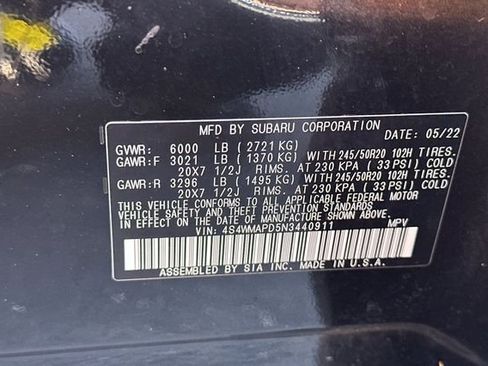 MFD BY SUBARU CORPORATION DATE: 05/22
GVWR: 6000 LB (2721 KG)
GAWR:F 3021 LB (1370 KG) WITH 245/50R20 102H TIRES.
20X7 1/2J RIMS. AT 230 KPA (33 PSI) COLD
GAWR:R 3296 LB (1495 KG) WITH 245/50R20 102H TIRES.
20X7 1/2J RIMS. AT 230 KPA (33 PSI) COLD
THIS VEHICLE CONFORMS TO ALL APPLICABLE FEDERAL MOTOR
VEHICLE SAFETY AND THEFT PREVENTION STANDARDS
IN EFFECT ON THE DATE OF MANUFACTURE SHOWN ABOVE.
VIN: 4S4WMAPD5N3440911 MPV
ASSEMBLED BY SIA INC. MADE IN U.S.A.